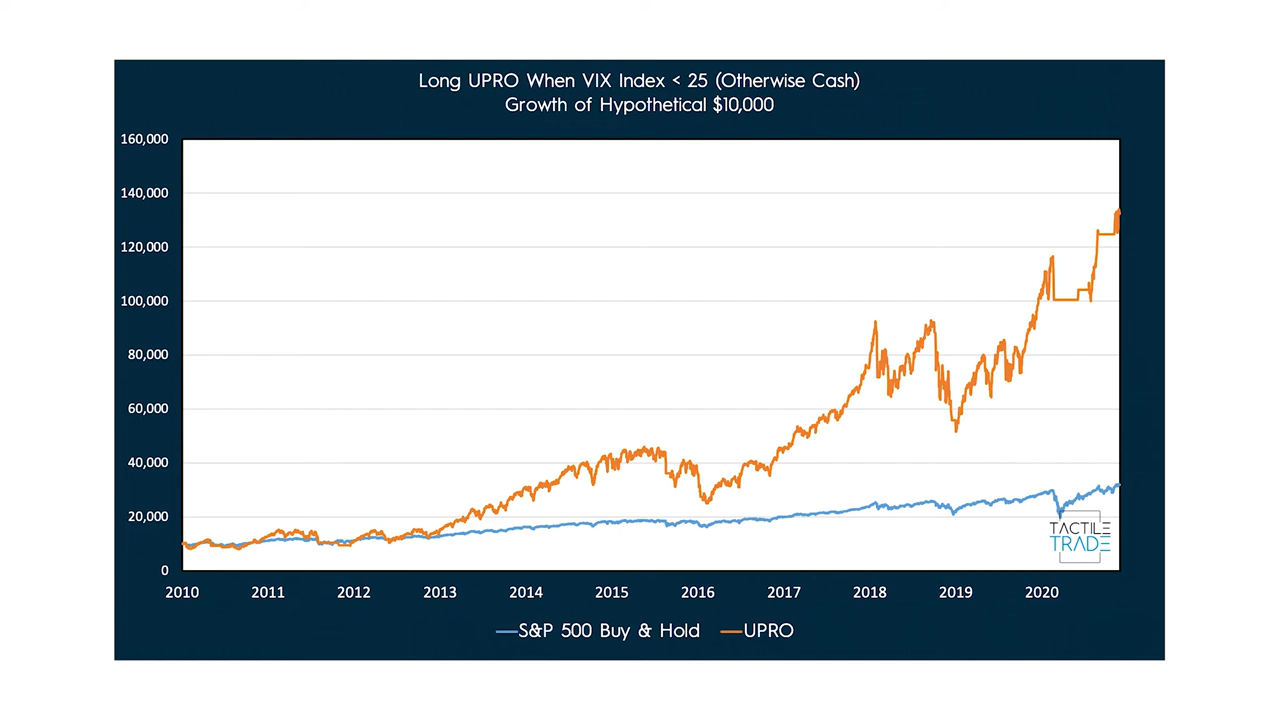 Long UPRO When VIX Index < 25 (Otherwise Cash)
Growth of Hypothetical $10,000
160,000
140,000
120,000
100,000
80,000
60,000
40,000
20,000
0
TACTILE
TRADE
2010 2011 2012 2013 2014 2015 2016 2017 2018 2019 2020
S&P 500 Buy & Hold UPRO